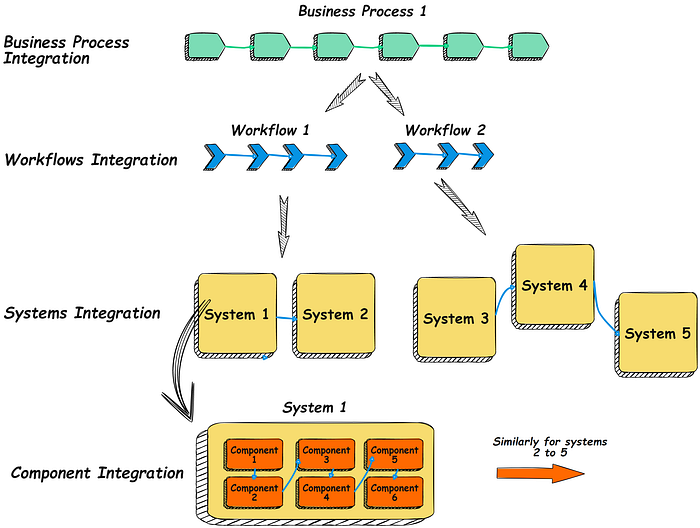 Business Process 1
Business Process
Integration
Workflow 1
Workflow 2
Workflows Integration
Systems Integration
System 1
System 2
System 3
System 4
System 5
System 1
Component Integration
Component
1
Component
3
Component
5
Component
2
Component
4
Component
6
Similarly for systems
2 to 5